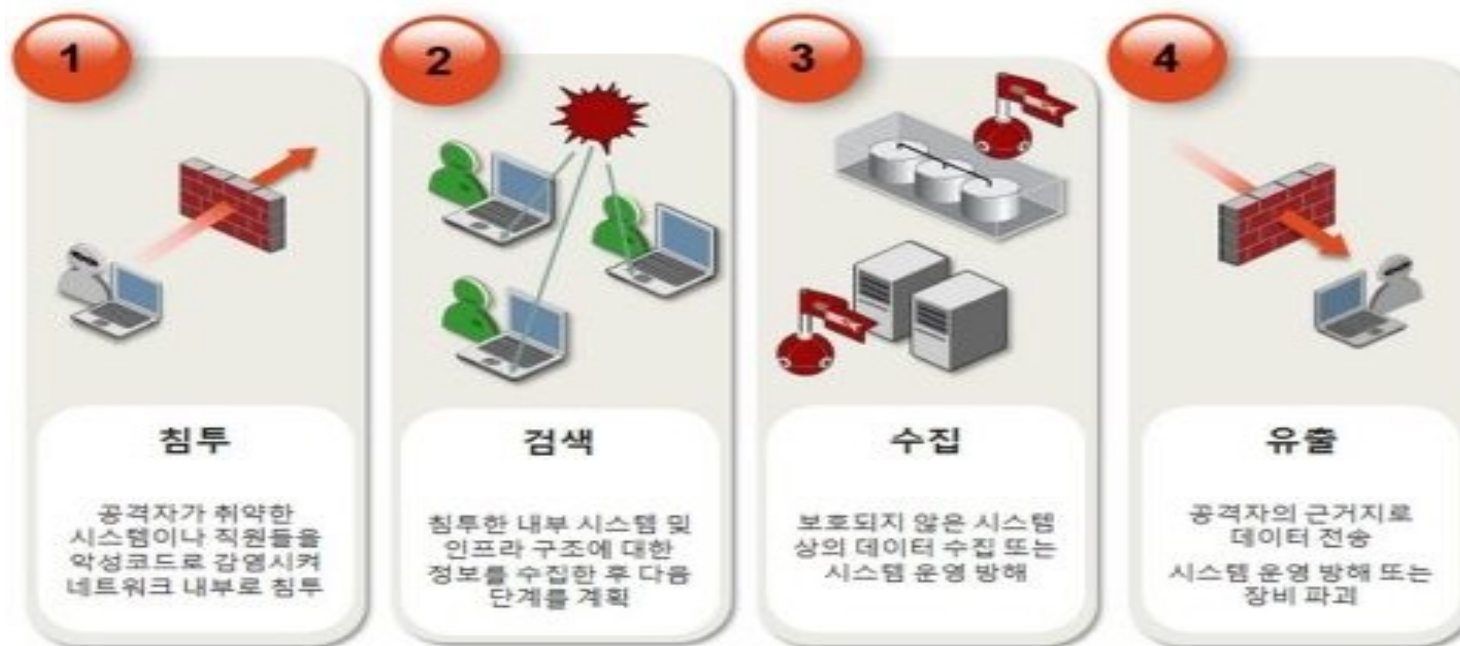 1
침투
공격자가 취약한
시스템이나 직원들을
악성코드로 감염시켜
네트워크 내부로 침투
2
검색
침투한 내부 시스템 및
인프라 구조에 대한
정보를 수집한 후 다음
단계를 계획
3
수집
보호되지 않은 시스템
상의 데이터 수집 또는
시스템 운영 방해
4
유출
공격자의 근거지로
데이터 전송
시스템 운영 방해 또는
장비 파괴